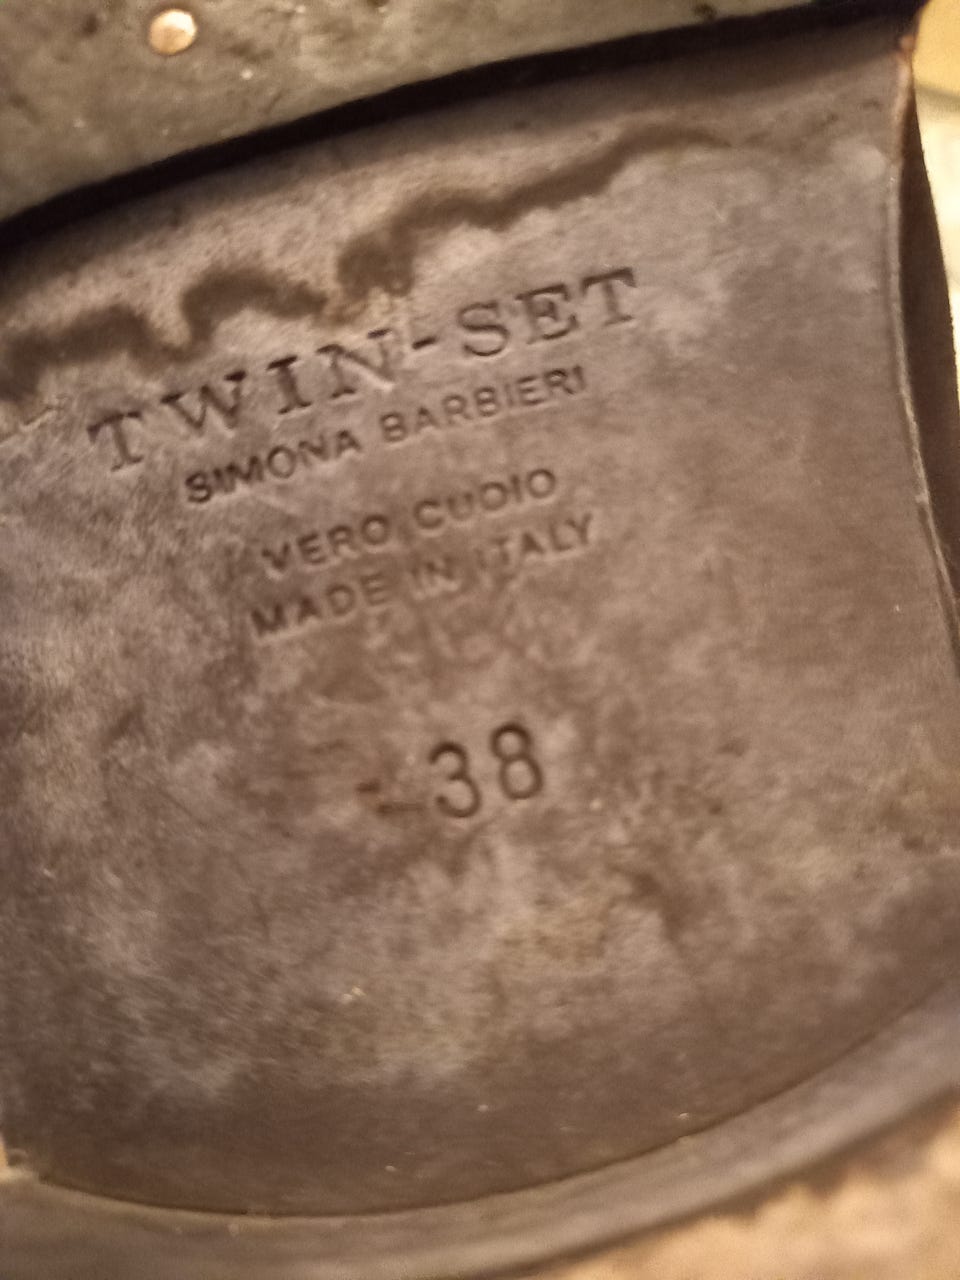 TWIN-SET
SIMONA BARBIERI
VERO CUOIO
MADE IN ITALY
38